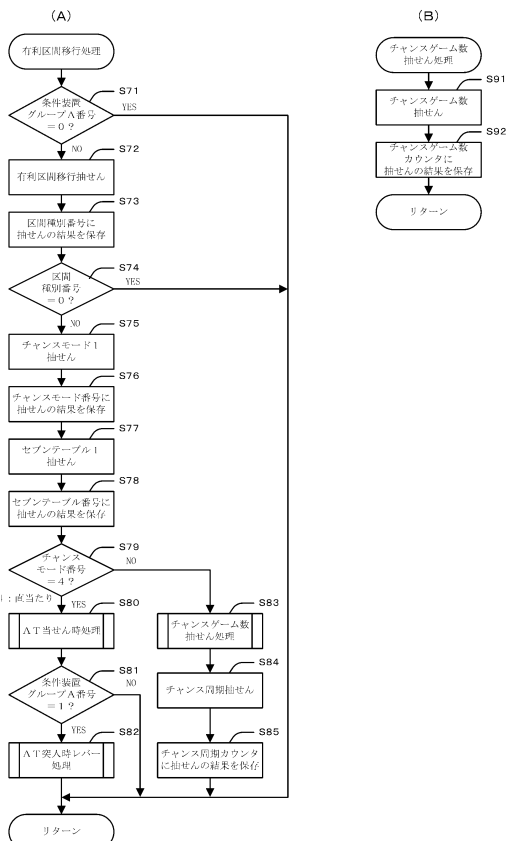 (A)
有利区間移行処理
S71
条件装置
グループA番号
=0?
YES
NO
S72
有利区間移行抽せん
S73
区間種別番号に
抽せんの結果を保存
S74
区間
種別番号
=0?
YES
NO
S75
チャンスモード1
抽せん
S76
チャンスモード番号に
抽せんの結果を保存
S77
セブンテーブル1
抽せん
S78
セブンテーブル番号に
抽せんの結果を保存
S79
チャンス
モード番号
=4?
NO
:直当たり
YES
S80
AT当せん時処理
S81
条件装置
グループA番号
=1?
NO
YES
S82
AT突入時レバー
処理
S83
チャンスゲーム数
抽せん処理
S84
チャンス周期抽せん
S85
チャンス周期カウンタ
に抽せんの結果を保存
リターン
(B)
チャンスゲーム数
抽せん処理
S91
チャンスゲーム数
抽せん
S92
チャンスゲーム数
カウンタに
抽せんの結果を保存
リターン